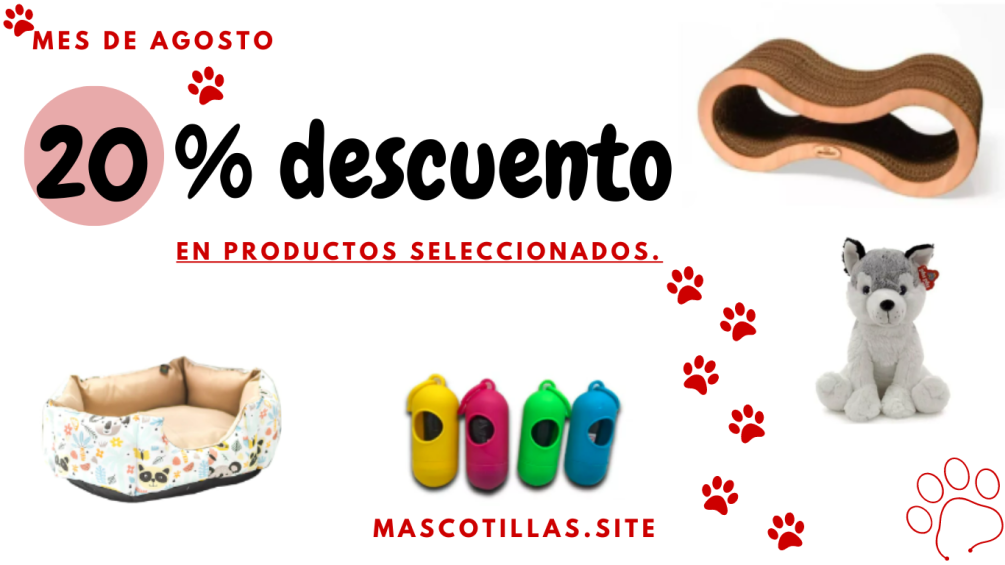 MES DE AGOSTO
20 % descuento
EN PRODUCTOS SELECCIONADOS.
MASCOTILLAS.SITE